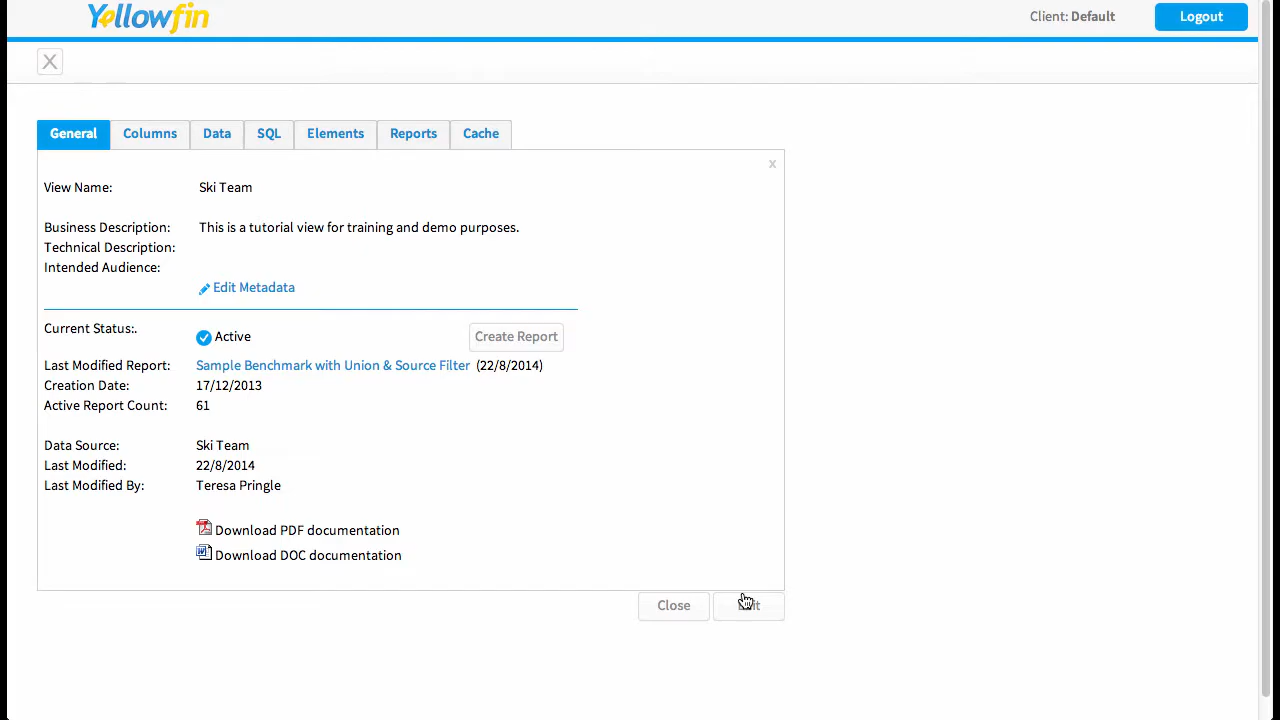 Yellowfin
Client: Default
Logout
X
General Columns Data SQL Elements Reports Cache
x
View Name: Ski Team
Business Description: This is a tutorial view for training and demo purposes.
Technical Description:
Intended Audience:
Edit Metadata
Current Status:. Active Create Report
Last Modified Report: Sample Benchmark with Union & Source Filter (22/8/2014)
Creation Date: 17/12/2013
Active Report Count: 61
Data Source: Ski Team
Last Modified: 22/8/2014
Last Modified By: Teresa Pringle
Download PDF documentation
Download DOC documentation
Close